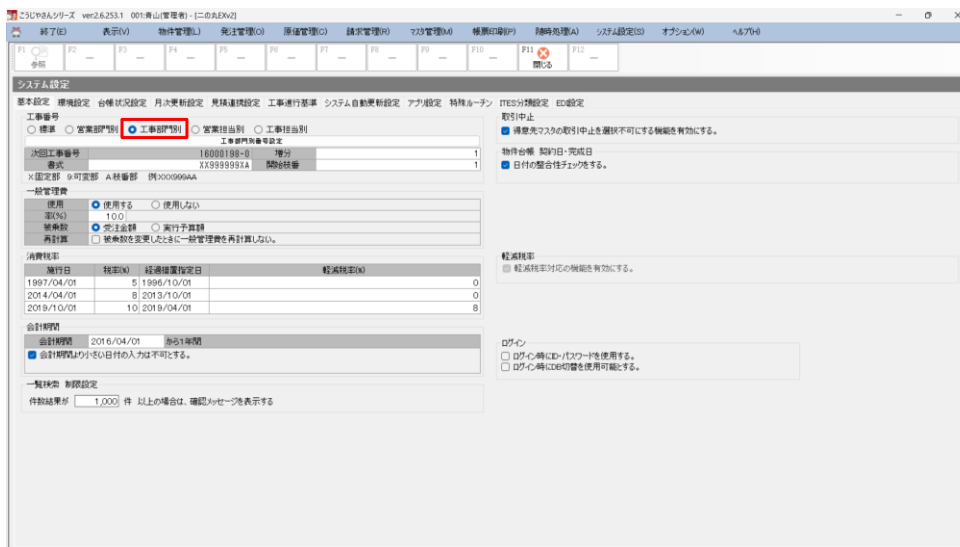 こうじやさんシリーズ ver:2.6.253.1 001:青山(管理者) - [二の丸EXv2]
終了(E) 表示(V) 物件管理(L) 発注管理(O) 原価管理(C) 請求管理(R) マスタ管理(M) 帳票印刷(P) 随時処理(A) システム設定(S) オプション(W) ヘルプ(H)
F1 F2 F3 F4 F5 F6 F7 F8 F9 F10 F11 F12
参照 閉じる
システム設定
基本設定 環境設定 台帳状況設定 月次更新設定 見積連携設定 工事進行基準 システム自動更新設定 アプリ設定 特殊ルーチン ITES分類設定 EDI設定
工事番号
標準 営業部門別 工事部門別 営業担当別 工事担当別
工事部門別番号設定
次回工事番号 16000198-0 増分 1
書式 XX999999XA 開始枝番 1
X:固定部 9:可変部 A:枝番部 例:XXX999AA
一般管理費
使用 使用する 使用しない
率(%) 10.0
被乗数 受注金額 実行予算額
再計算 被乗数を変更したときに一般管理費を再計算しない。
消費税率
施行日 税率(%) 経過措置指定日 軽減税率(%)
1997/04/01 5 1996/10/01 0
2014/04/01 8 2013/10/01 0
2019/10/01 10 2019/04/01 8
会計期間
会計期間 2016/04/01 から1年間
会計期間より小さい日付の入力は不可とする。
一覧検索 制限設定
件数結果が 1,000 件 以上の場合は、確認メッセージを表示する
取引中止
得意先マスタの取引中止を選択不可にする機能を有効にする。
物件台帳 契約日・完成日
日付の整合性チェックをする。
軽減税率
軽減税率対応の機能を有効にする。
ログイン
ログイン時にID・パスワードを使用する。
ログイン時にDB切替を使用可能とする。